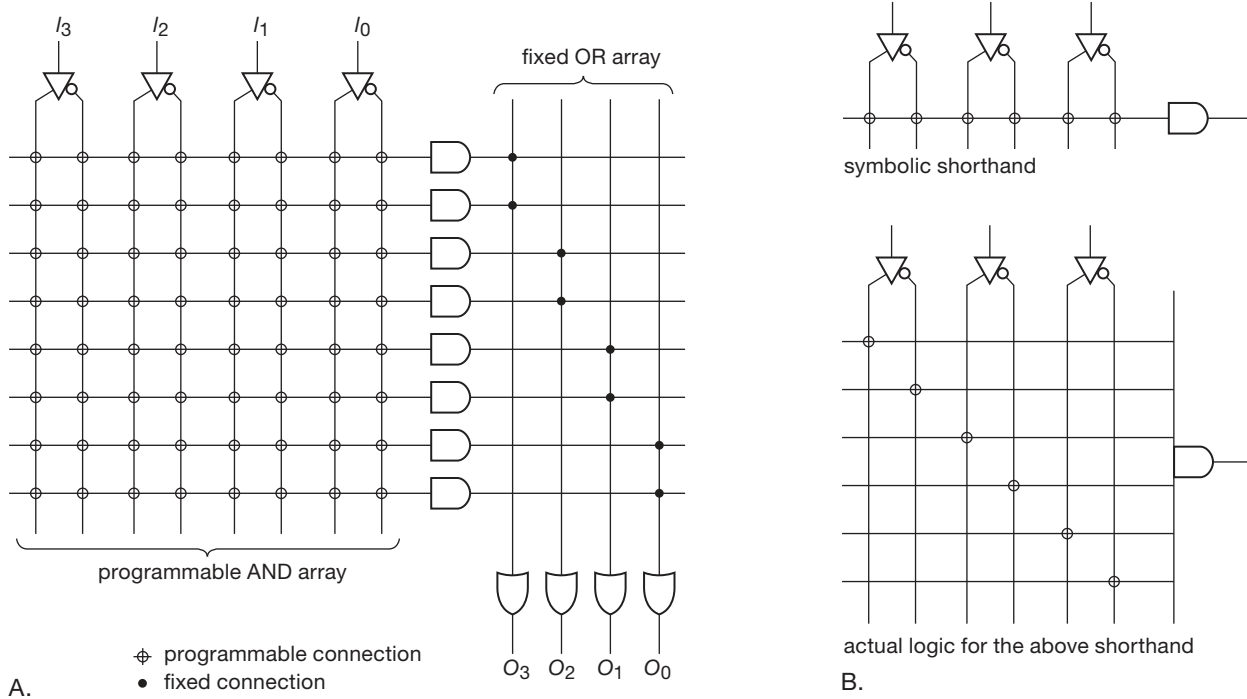 I3 I2 I1 I0
fixed OR array
programmable AND array
programmable connection
fixed connection
O3 O2 O1 O0
A.
symbolic shorthand
actual logic for the above shorthand
B.